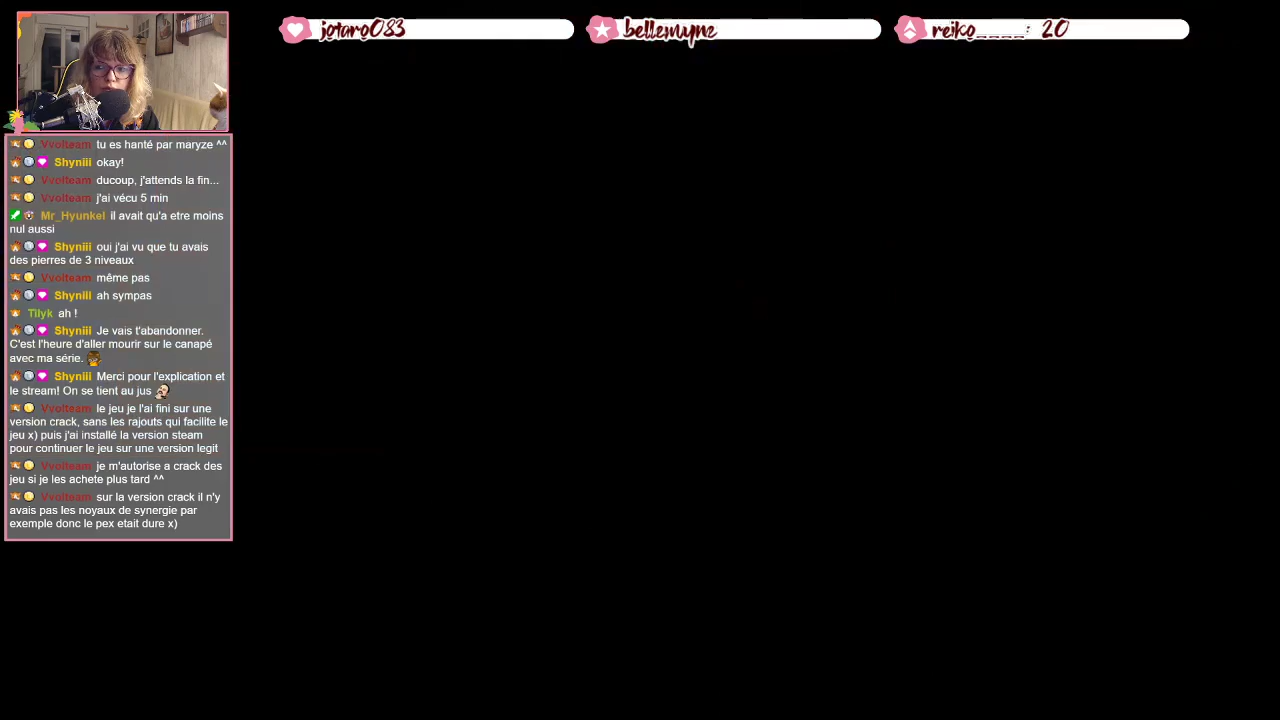 jotaro083
bellemyne
reiko____: 20
Vvolteam tu es hanté par maryze ^^
Shyniii okay!
Vvolteam ducoup, j'attends la fin...
Vvolteam j'ai vécu 5 min
Mr_Hyunkel il avait qu'a etre moins
nul aussi
Shyniii oui j'ai vu que tu avais
des pierres de 3 niveaux
Vvolteam même pas
Shyniii ah sympas
Tilyk ah !
Shyniii Je vais t'abandonner.
C'est l'heure d'aller mourir sur le canapé
avec ma série.
Shyniii Merci pour l'explication et
le stream! On se tient au jus
Vvolteam le jeu je l'ai fini sur une
version crack, sans les rajouts qui facilite le
jeu x) puis j'ai installé la version steam
pour continuer le jeu sur une version legit
Vvolteam je m'autorise a crack des
jeu si je les achete plus tard ^^
Vvolteam sur la version crack il n'y
avais pas les noyaux de synergie par
exemple donc le pex etait dure x)